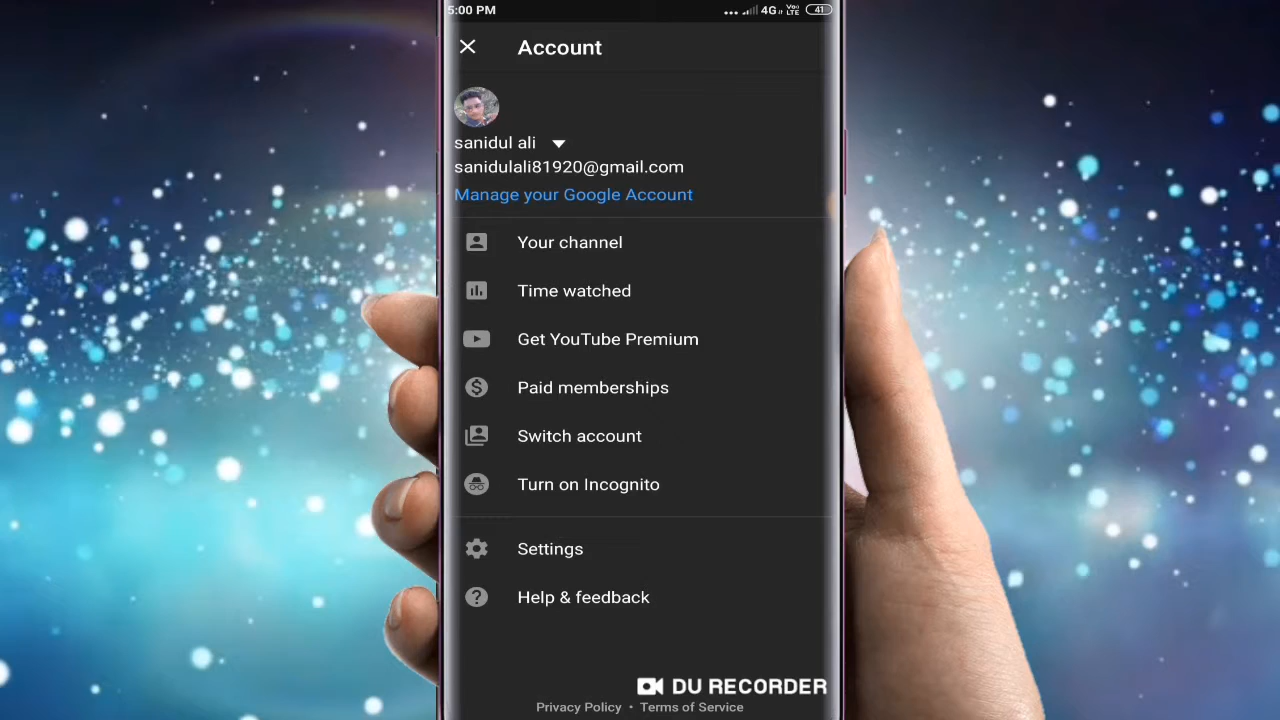 5:00 PM
4G VoLTE 41
Account
sanidul ali
sanidulali81920@gmail.com
Manage your Google Account
Your channel
Time watched
Get YouTube Premium
Paid memberships
Switch account
Turn on Incognito
Settings
Help & feedback
DU RECORDER
Privacy Policy • Terms of Service